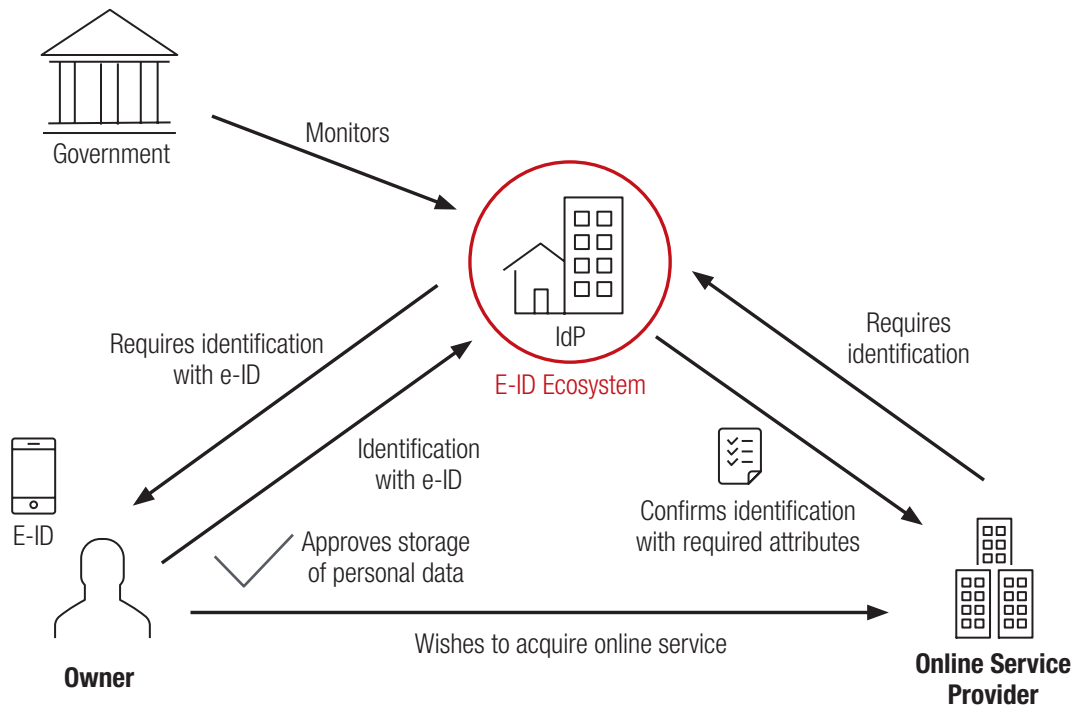 Government
Monitors
IdP
E-ID Ecosystem
Requires identification
with e-ID
Requires
identification
E-ID
Identification
with e-ID
Confirms identification
with required attributes
Approves storage
of personal data
Wishes to acquire online service
Owner
Online Service
Provider